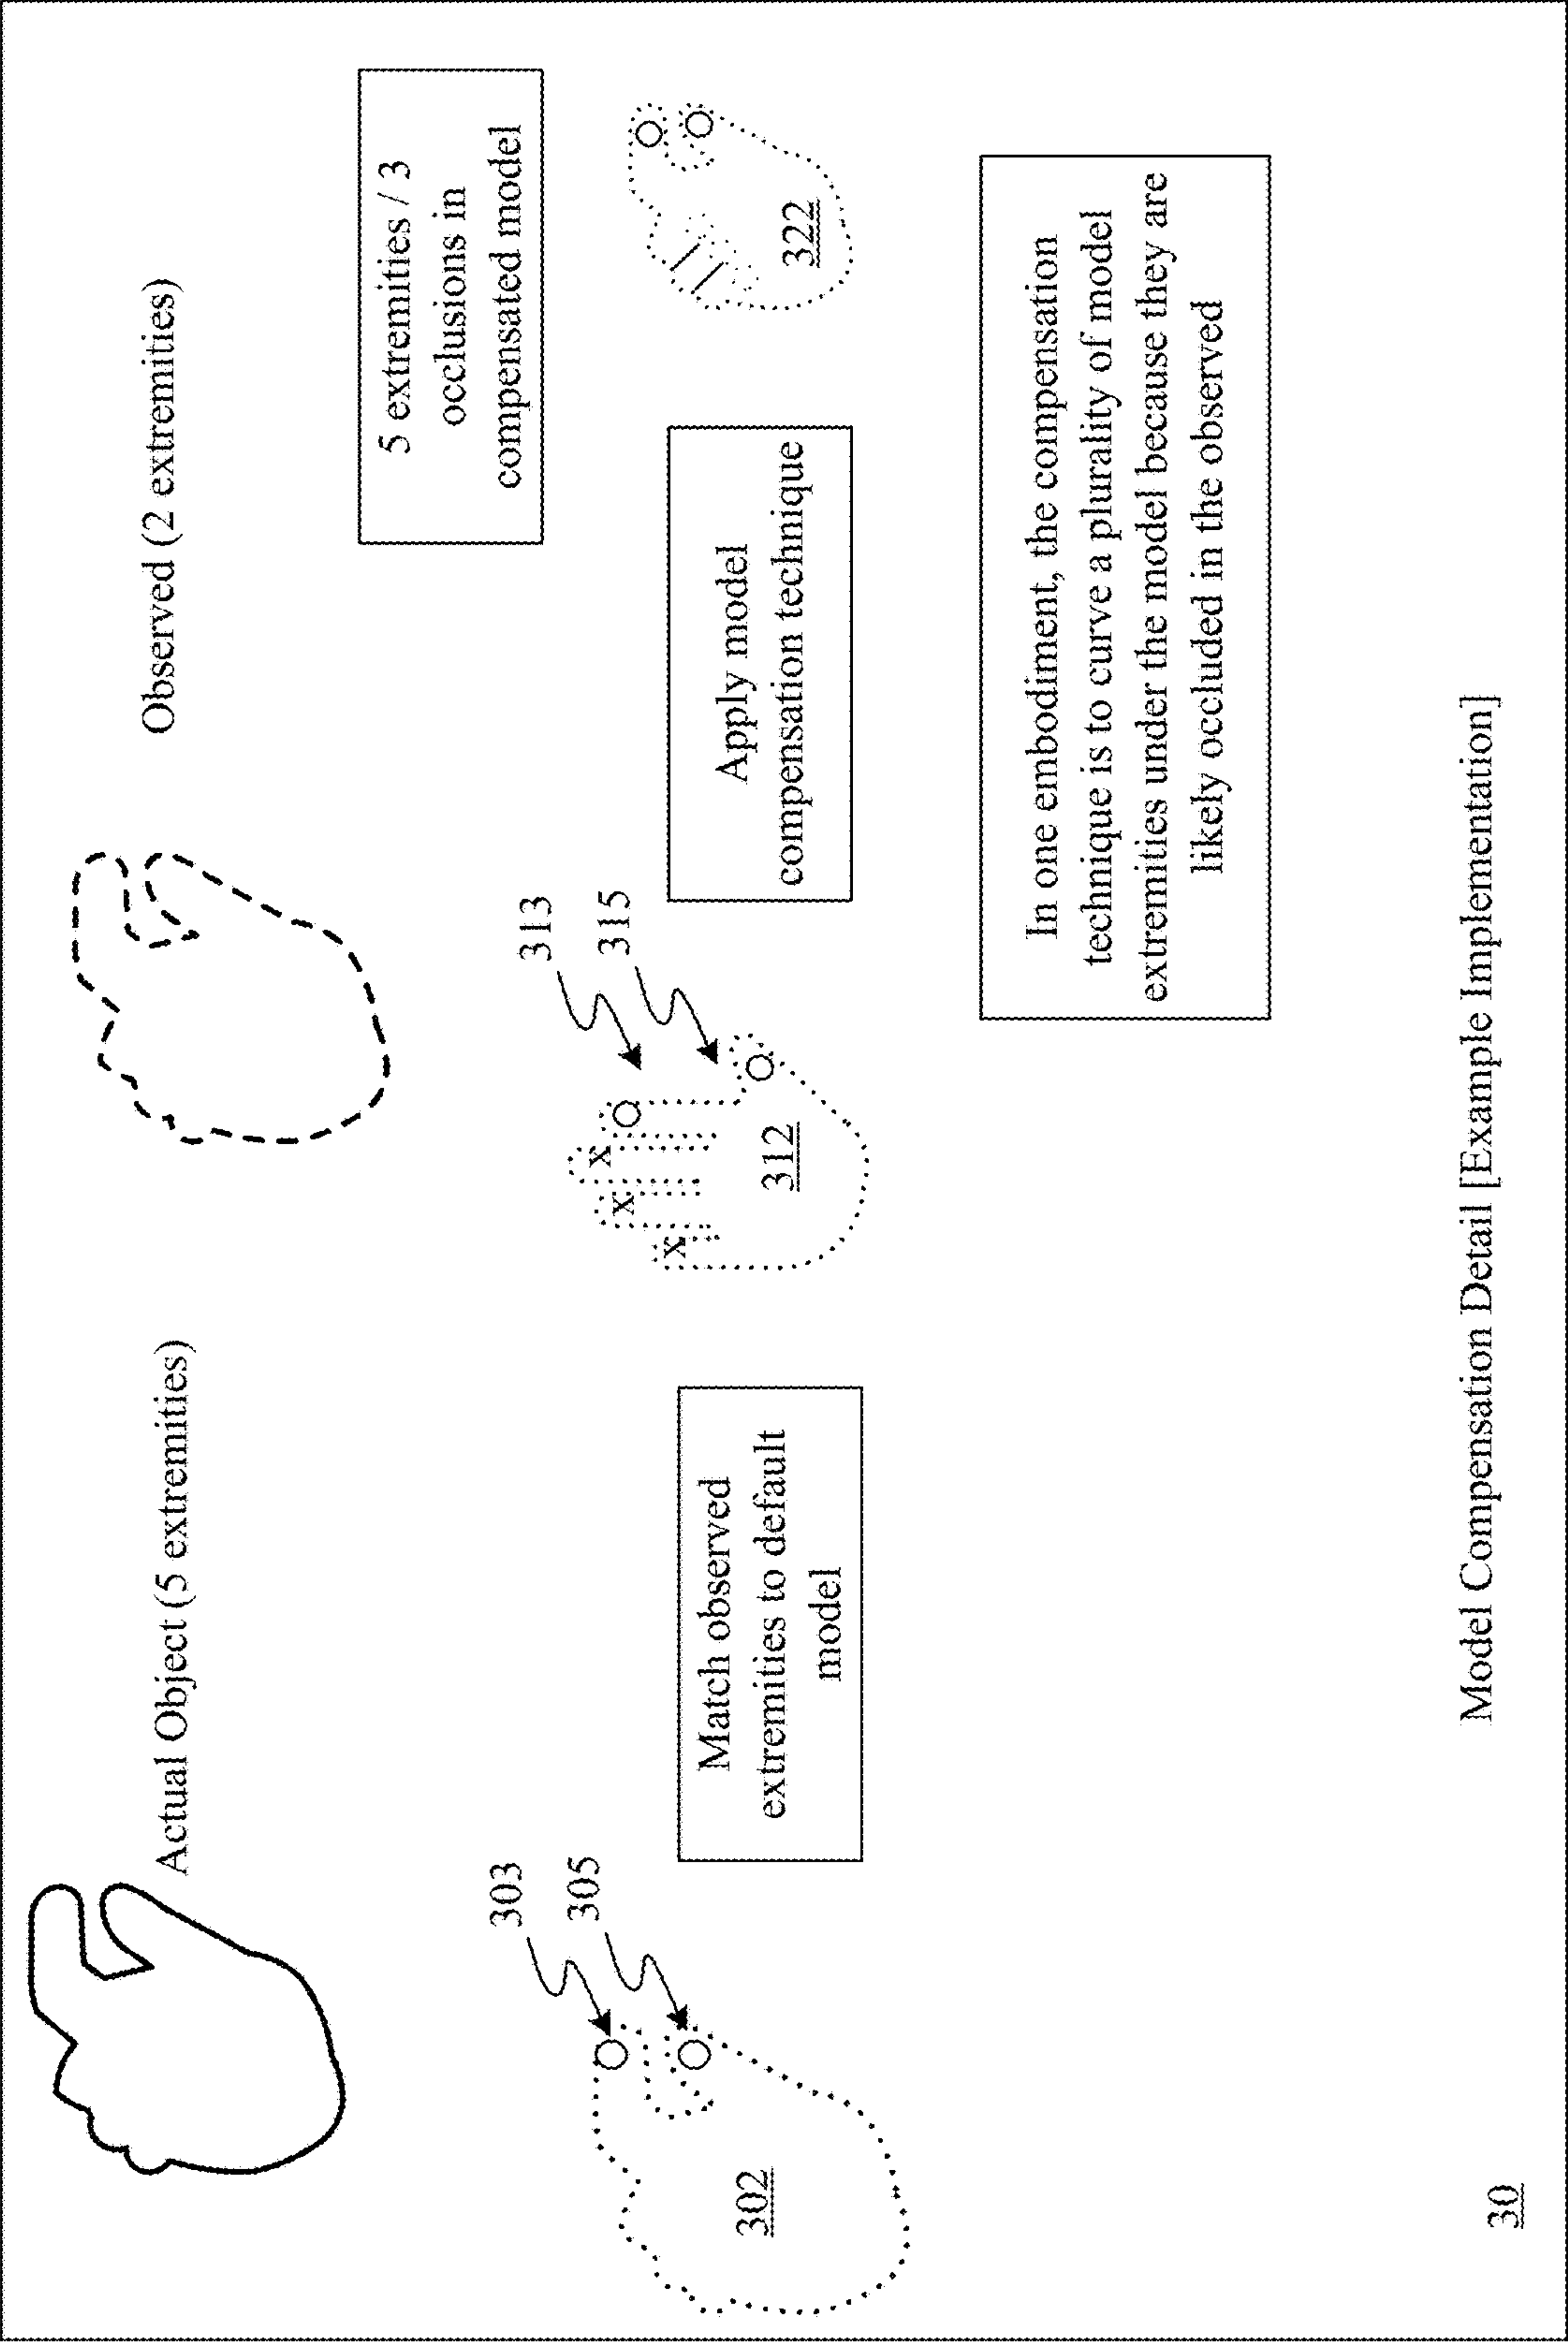 Actual Object (5 extremities)
Observed (2 extremities)
5 extremities / 3
occlusions in
compensated model
303
305
302
Match observed
extremities to default
model
313
315
x
x
x
312
Apply model
compensation technique
322
In one embodiment, the compensation
technique is to curve a plurality of model
extremities under the model because they are
likely occluded in the observed
30
Model Compensation Detail [Example Implementation]